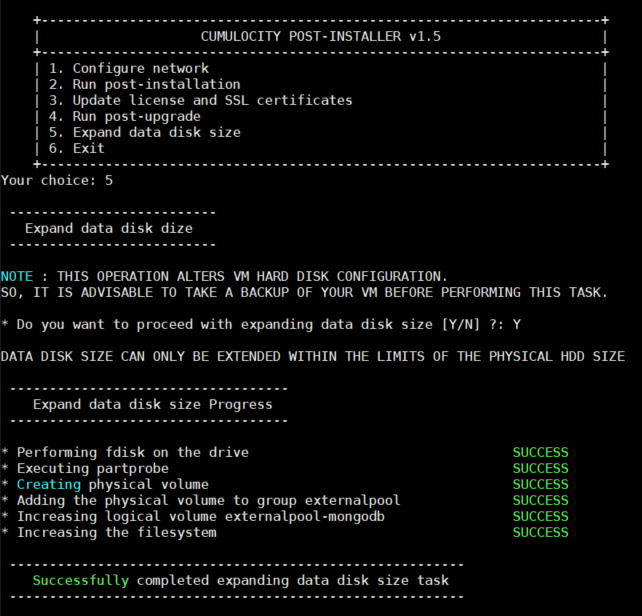 +----------------------------------------------------------------------+
| CUMULOCITY POST-INSTALLER v1.5 |
+----------------------------------------------------------------------+
| 1. Configure network |
| 2. Run post-installation |
| 3. Update license and SSL certificates |
| 4. Run post-upgrade |
| 5. Expand data disk size |
| 6. Exit |
+----------------------------------------------------------------------+
Your choice: 5
--------------------------
Expand data disk dize
--------------------------
NOTE : THIS OPERATION ALTERS VM HARD DISK CONFIGURATION.
SO, IT IS ADVISABLE TO TAKE A BACKUP OF YOUR VM BEFORE PERFORMING THIS TASK.
* Do you want to proceed with expanding data disk size [Y/N] ?: Y
DATA DISK SIZE CAN ONLY BE EXTENDED WITHIN THE LIMITS OF THE PHYSICAL HDD SIZE
-----------------------------------
Expand data disk size Progress
-----------------------------------
* Performing fdisk on the drive SUCCESS
* Executing partprobe SUCCESS
* Creating physical volume SUCCESS
* Adding the physical volume to group externalpool SUCCESS
* Increasing logical volume externalpool-mongodb SUCCESS
* Increasing the filesystem SUCCESS
---------------------------------------------------------
Successfully completed expanding data disk size task
---------------------------------------------------------